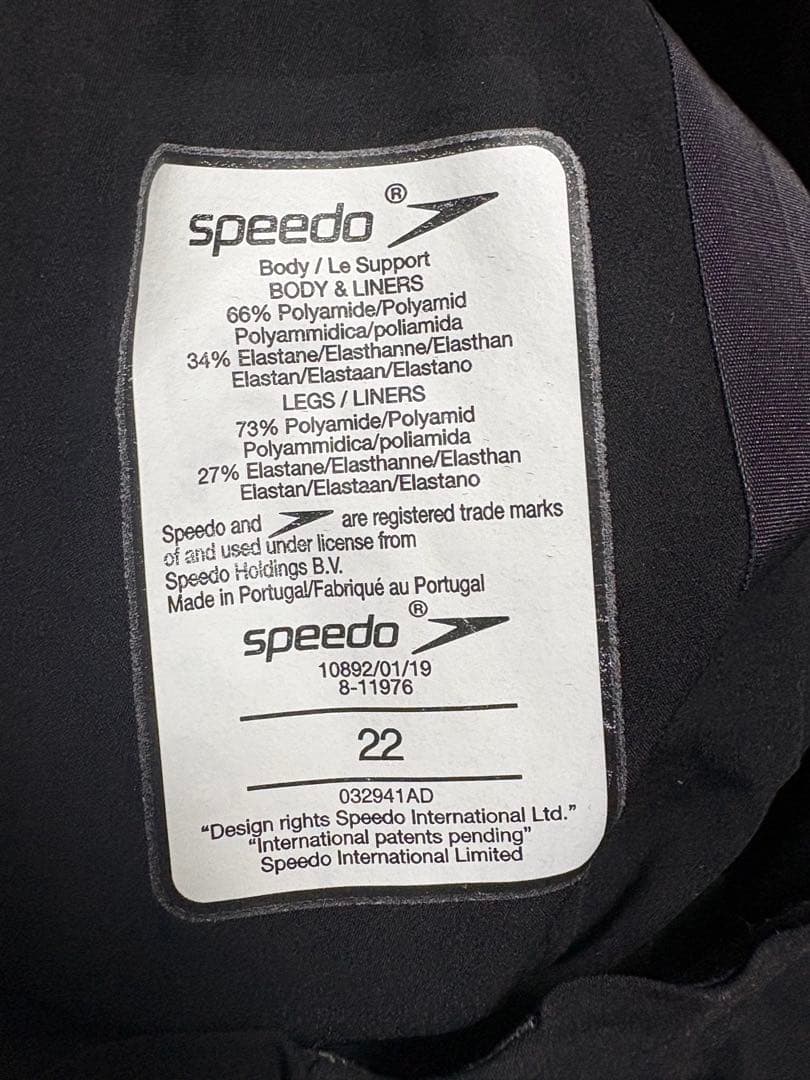 speedo ®
Body / Le Support
BODY & LINERS
66% Polyamide/Polyamid
Polyammidica/poliamida
34% Elastane/Elasthanne/Elasthan
Elastan/Elastaan/Elastano
LEGS / LINERS
73% Polyamide/Polyamid
Polyammidica/poliamida
27% Elastane/Elasthanne/Elasthan
Elastan/Elastaan/Elastano
Speedo and are registered trade marks
of and used under license from
Speedo Holdings B.V.
Made in Portugal/Fabriqué au Portugal
speedo ®
10892/01/19
8-11976
22
032941AD
“Design rights Speedo International Ltd.”
“International patents pending”
Speedo International Limited